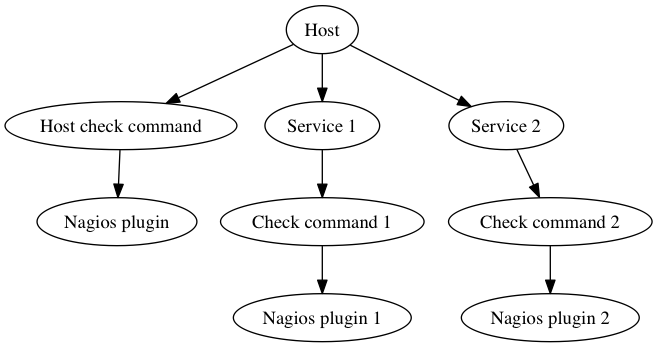 Host
Host check command
Service 1
Service 2
Nagios plugin
Check command 1
Check command 2
Nagios plugin 1
Nagios plugin 2